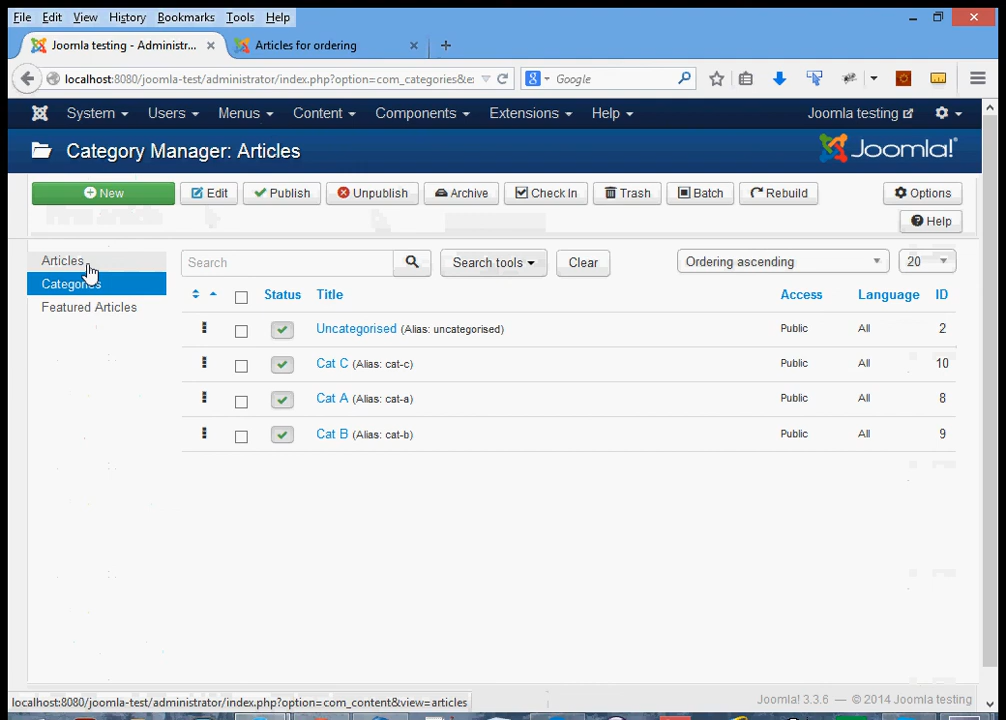 File Edit View History Bookmarks Tools Help
Joomla testing - Administr... × Articles for ordering × +
localhost:8080/joomla-test/administrator/index.php?option=com_categories&e: Google
System Users Menus Content Components Extensions Help Joomla testing
Category Manager: Articles Joomla!
New Edit Publish Unpublish Archive Check In Trash Batch Rebuild Options
Help
Articles
Categories
Featured Articles
Search Search tools Clear Ordering ascending 20
Status Title Access Language ID
Uncategorised (Alias: uncategorised) Public All 2
Cat C (Alias: cat-c) Public All 10
Cat A (Alias: cat-a) Public All 8
Cat B (Alias: cat-b) Public All 9
localhost:8080/joomla-test/administrator/index.php?option=com_content&view=articles
Joomla! 3.3.6 — © 2014 Joomla testing